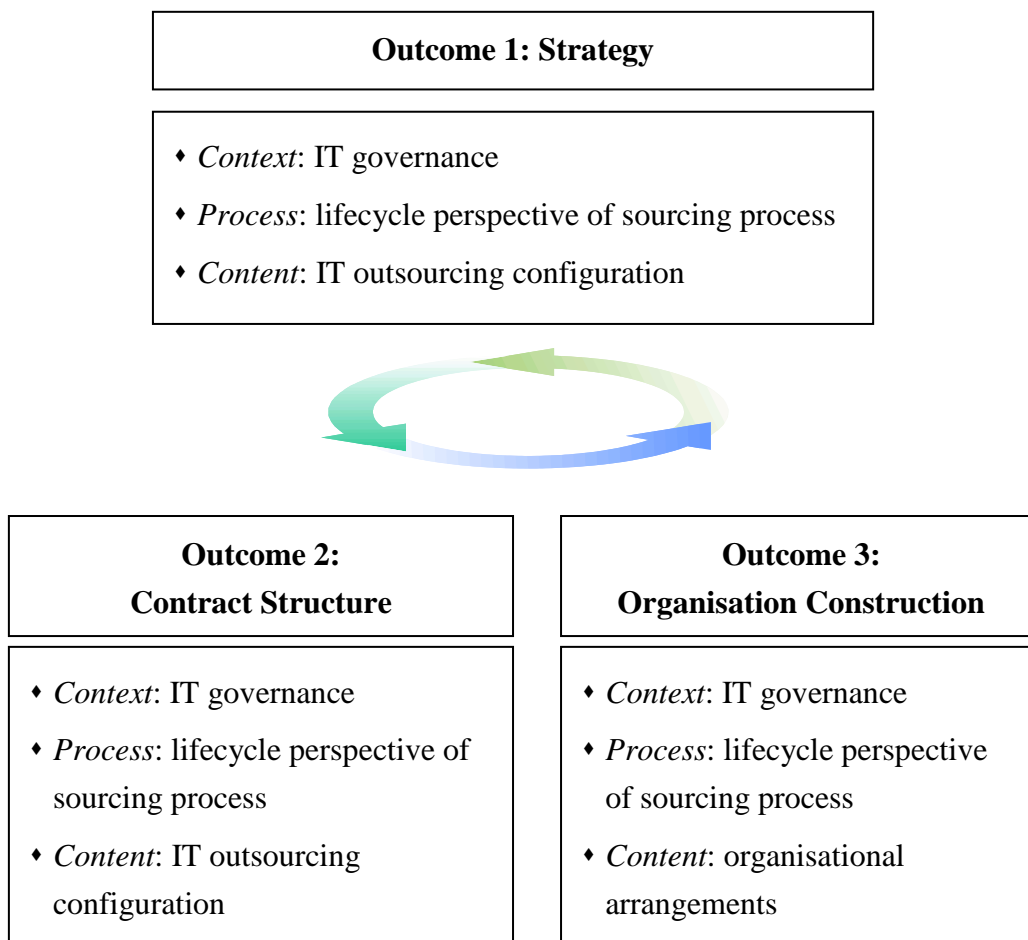 Outcome 1: Strategy
♦ Context: IT governance
♦ Process: lifecycle perspective of sourcing process
♦ Content: IT outsourcing configuration
Outcome 2:
Contract Structure
♦ Context: IT governance
♦ Process: lifecycle perspective of
sourcing process
♦ Content: IT outsourcing
configuration
Outcome 3:
Organisation Construction
♦ Context: IT governance
♦ Process: lifecycle perspective
of sourcing process
♦ Content: organisational
arrangements